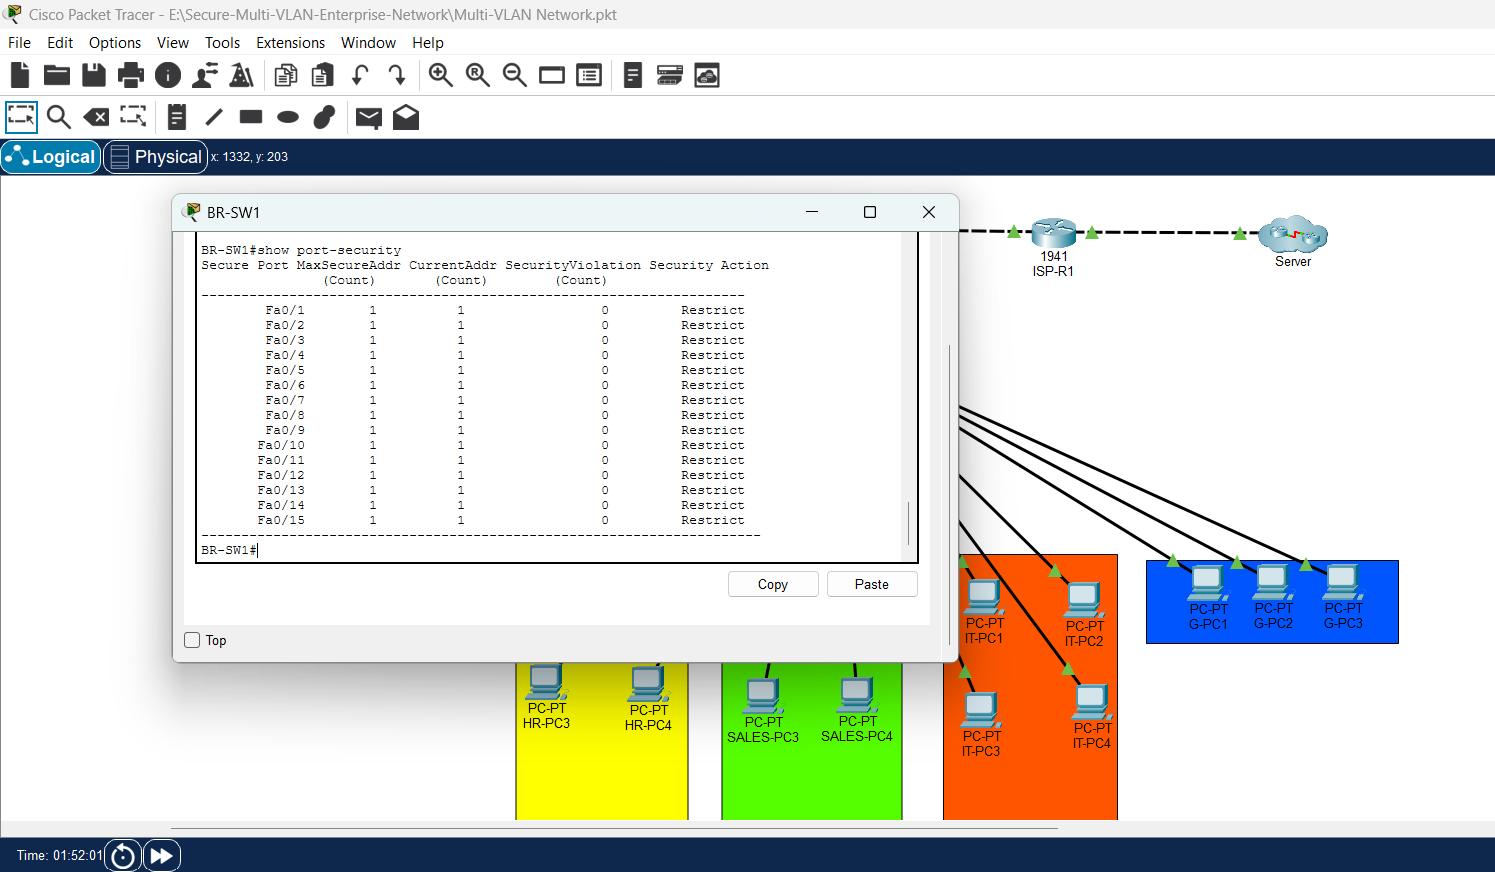 Cisco Packet Tracer - E:\Secure-Multi-VLAN-Enterprise-Network\Multi-VLAN Network.pkt
File Edit Options View Tools Extensions Window Help
Logical Physical x: 1332, y: 203
BR-SW1
BR-SW1#show port-security
Secure Port MaxSecureAddr CurrentAddr SecurityViolation Security Action
(Count) (Count) (Count)
--------------------------------------------------------------------
Fa0/1 1 1 0 Restrict
Fa0/2 1 1 0 Restrict
Fa0/3 1 1 0 Restrict
Fa0/4 1 1 0 Restrict
Fa0/5 1 1 0 Restrict
Fa0/6 1 1 0 Restrict
Fa0/7 1 1 0 Restrict
Fa0/8 1 1 0 Restrict
Fa0/9 1 1 0 Restrict
Fa0/10 1 1 0 Restrict
Fa0/11 1 1 0 Restrict
Fa0/12 1 1 0 Restrict
Fa0/13 1 1 0 Restrict
Fa0/14 1 1 0 Restrict
Fa0/15 1 1 0 Restrict
----------------------------------------------------------------------
BR-SW1#
Copy Paste
Top
1941
ISP-R1
Server
PC-PT
IT-PC1
PC-PT
IT-PC2
PC-PT
G-PC1
PC-PT
G-PC2
PC-PT
G-PC3
PC-PT
HR-PC3
PC-PT
HR-PC4
PC-PT
SALES-PC3
PC-PT
SALES-PC4
PC-PT
IT-PC3
PC-PT
IT-PC4
Time: 01:52:01